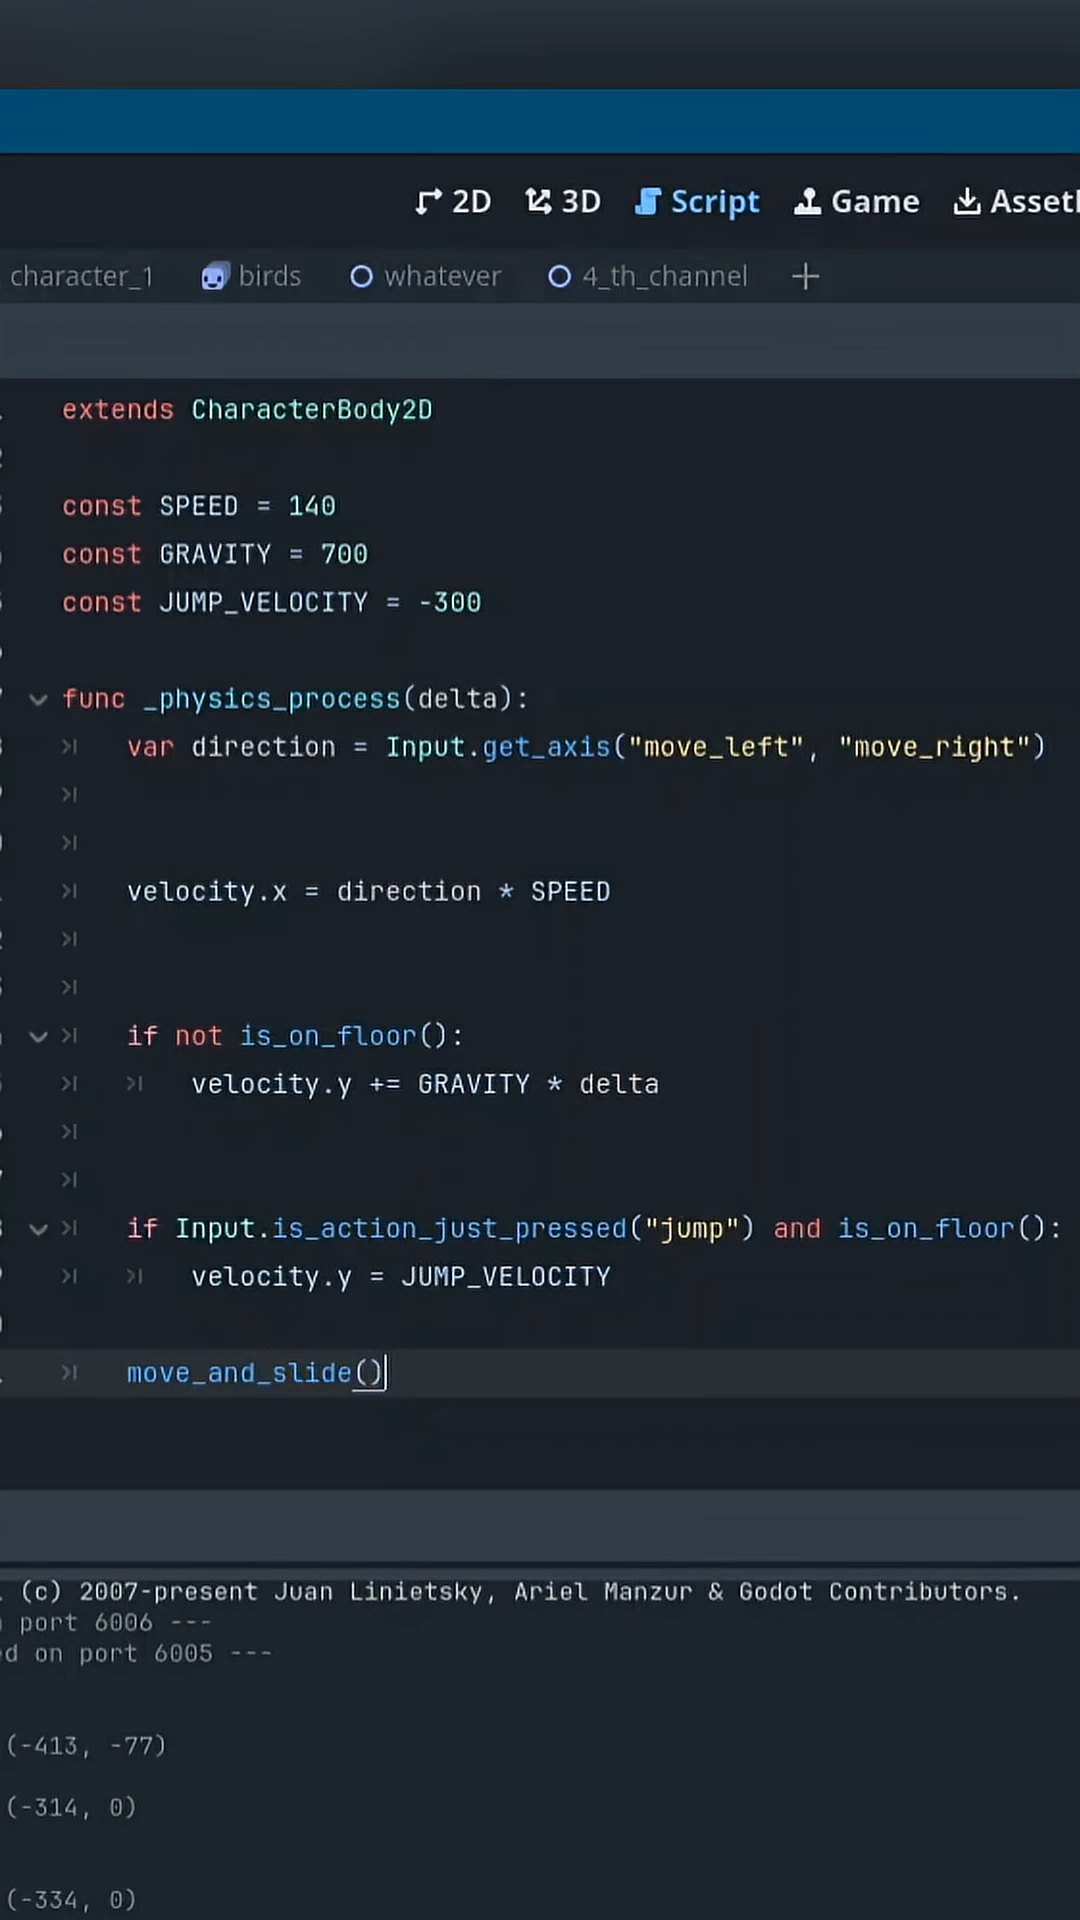 2D 3D Script Game
character_1 birds whatever 4_th_channel +
extends CharacterBody2D
const SPEED = 140
const GRAVITY = 700
const JUMP_VELOCITY = -300
func _physics_process(delta):
var direction = Input.get_axis("move_left", "move_right")
velocity.x = direction * SPEED
if not is_on_floor():
velocity.y += GRAVITY * delta
if Input.is_action_just_pressed("jump") and is_on_floor():
velocity.y = JUMP_VELOCITY
move_and_slide()
(c) 2007-present Juan Linietsky, Ariel Manzur & Godot Contributors.
port 6006 ---
on port 6005 ---
(-413, -77)
(-314, 0)
(-334, 0)